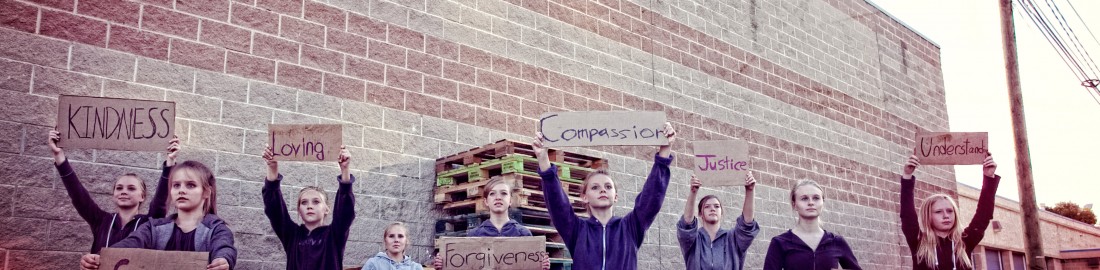 KINDNESS
Loving
Compassion
Justice
Understand
Forgiveness